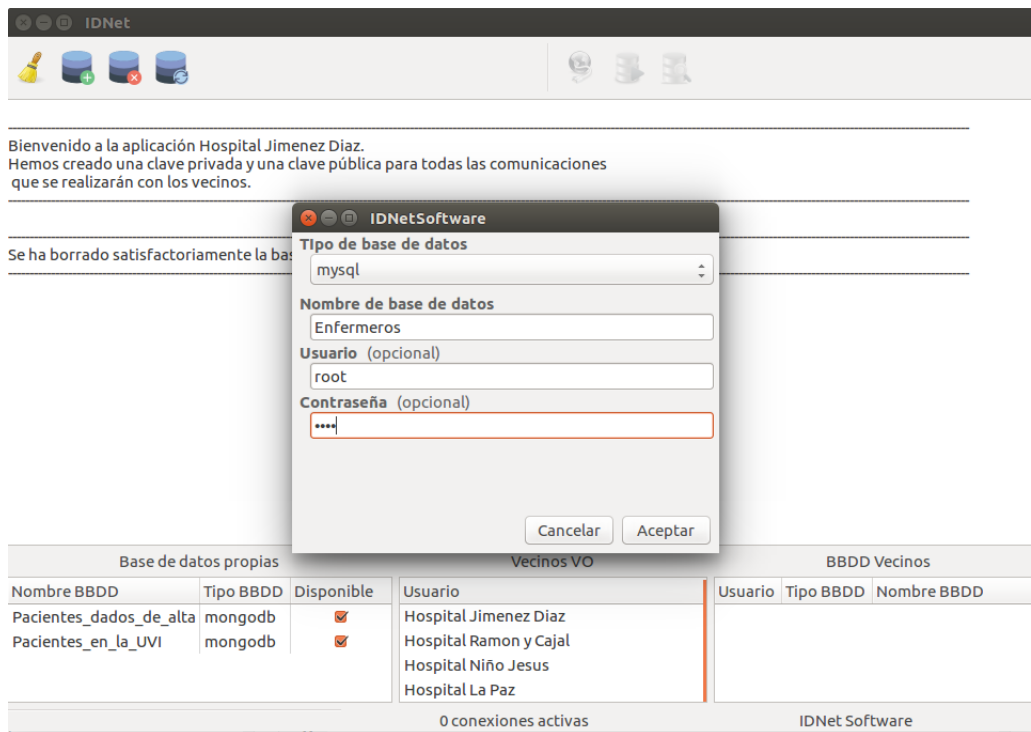 IDNet
Bienvenido a la aplicación Hospital Jimenez Diaz.
Hemos creado una clave privada y una clave pública para todas las comunicaciones
que se realizarán con los vecinos.
Se ha borrado satisfactoriamente la
IDNetSoftware
TIpo de base de datos
mysql
Nombre de base de datos
Enfermeros
Usuario (opcional)
root
Contraseña (opcional)
••••
Cancelar Aceptar
Base de datos propias Vecinos VO BBDD Vecinos
Nombre BBDD Tipo BBDD Disponible Usuario Usuario Tipo BBDD Nombre BBDD
Pacientes_dados_de_alta mongodb Hospital Jimenez Diaz
Pacientes_en_la_UVI mongodb Hospital Ramon y Cajal
Hospital Niño Jesus
Hospital La Paz
0 conexiones activas IDNet Software